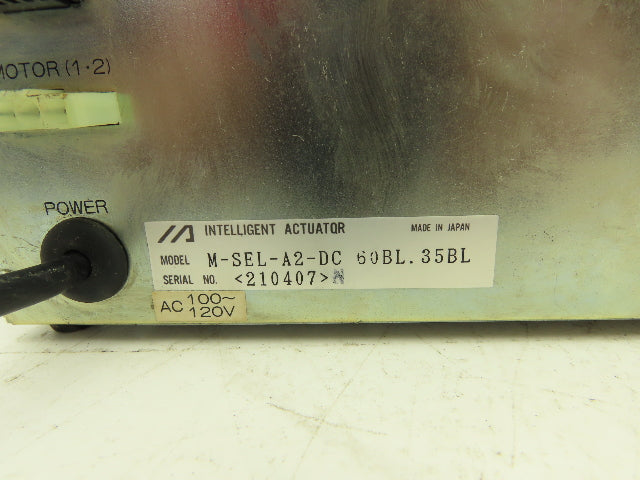 MOTOR (1·2)
POWER
IA INTELLIGENT ACTUATOR MADE IN JAPAN
MODEL M-SEL-A2-DC 60BL.35BL
SERIAL NO. <210407>N
AC 100~
120V